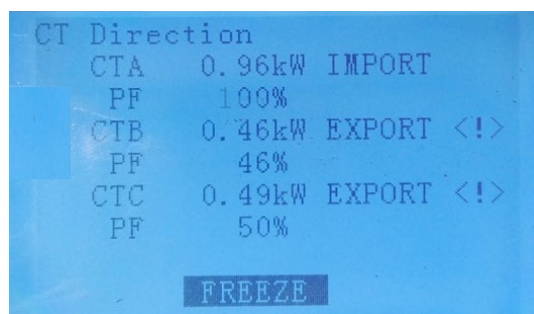 CT Direction
CTA 0.96kW IMPORT
PF 100%
CTB 0.46kW EXPORT <!>
PF 46%
CTC 0.49kW EXPORT <!>
PF 50%
FREEZE